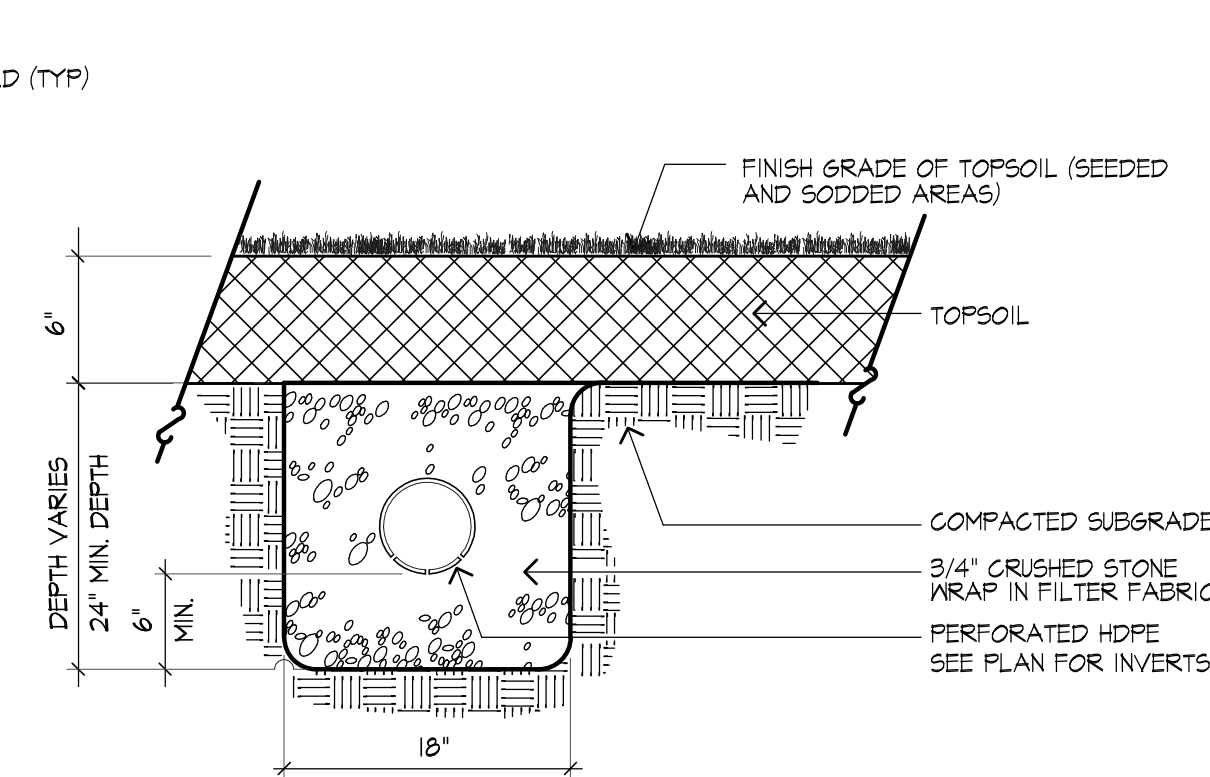 D (TYP)
FINISH GRADE OF TOPSOIL (SEEDED
AND SODDED AREAS)
6"
TOPSOIL
DEPTH VARIES
24" MIN. DEPTH
6"
MIN.
COMPACTED SUBGRADE
3/4" CRUSHED STONE
WRAP IN FILTER FABRIC
PERFORATED HDPE
SEE PLAN FOR INVERTS
18"